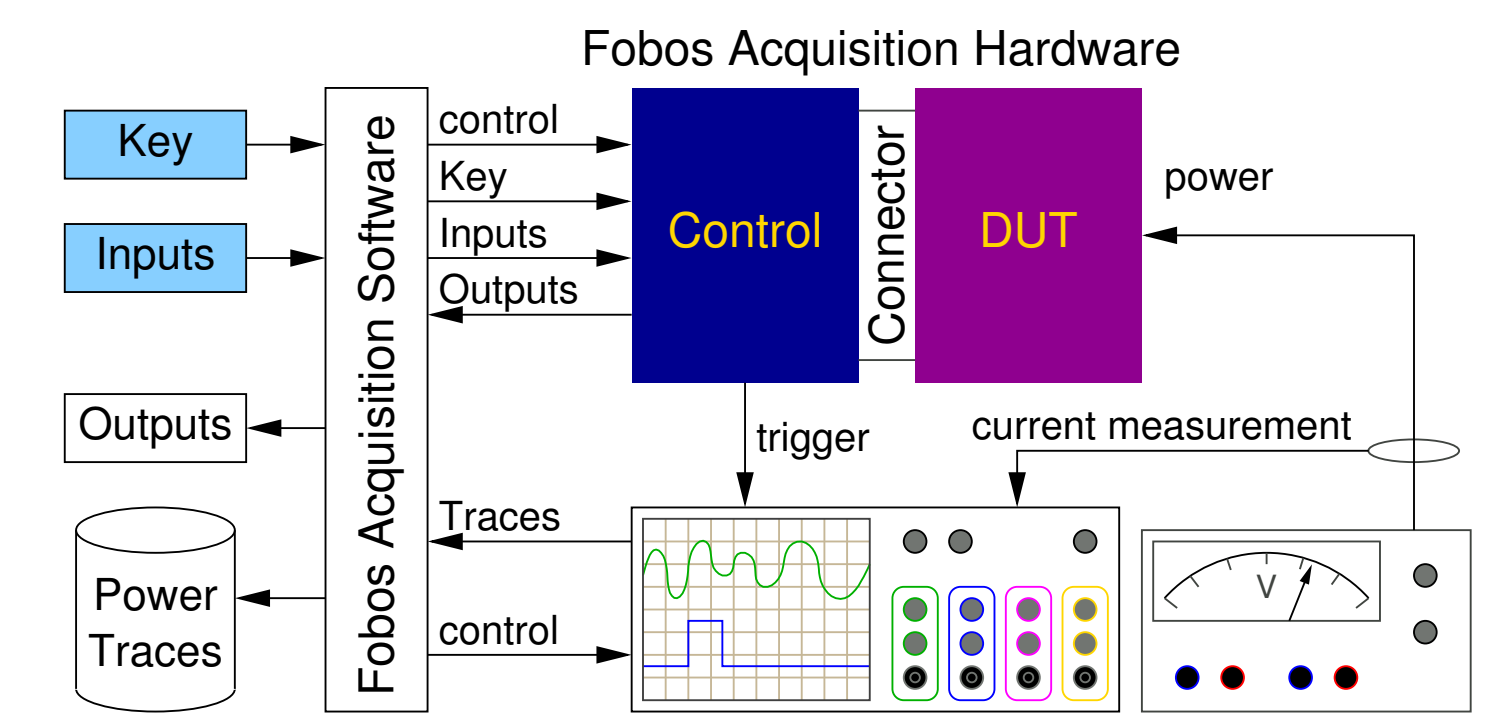 Fobos Acquisition Hardware
Key
Inputs
Outputs
Power
Traces
Fobos Acquisition Software
control
Key
Inputs
Outputs
Traces
control
Control
Connector
DUT
power
trigger
current measurement
V